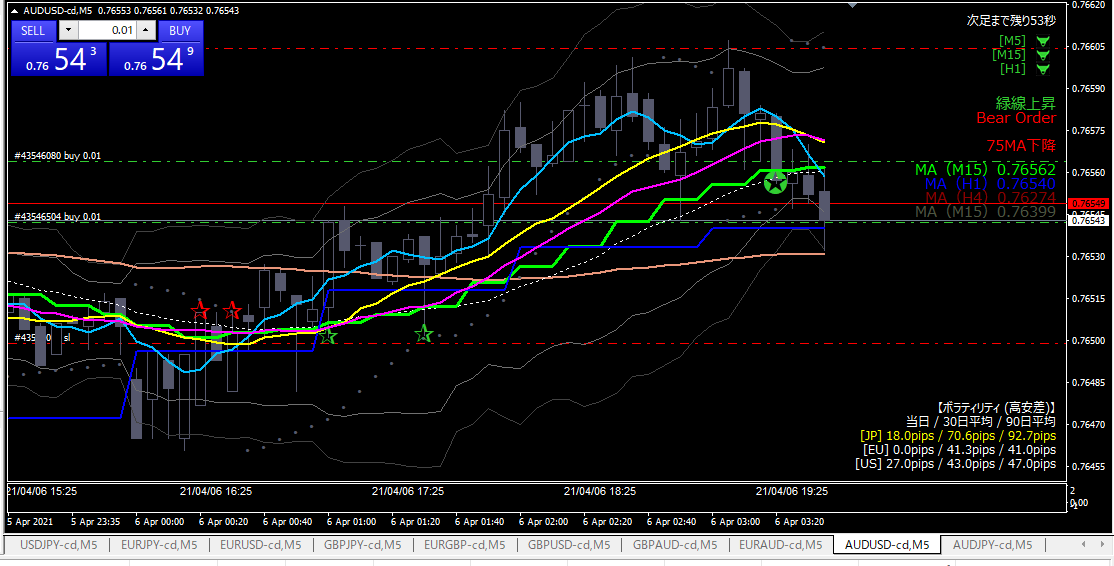 AUDUSD-cd,M5 0.76553 0.76561 0.76532 0.76543
SELL 0.01 BUY
0.76 54 3 0.76 54 9
次足まで残り53秒
[M5]
[M15]
[H1]
緑線上昇
Bear Order
75MA下降
MA (M15) 0.76562
MA (H1) 0.76540
MA (H4) 0.76274
MA (M15) 0.76399
#43546080 buy 0.01
#43546504 buy 0.01
sl
0.76620
0.76605
0.76590
0.76575
0.76560
0.76549
0.76545
0.76543
0.76530
0.76515
0.76500
0.76485
0.76470
0.76455
【ボラティリティ (高安差)】
当日 / 30日平均 / 90日平均
[JP] 18.0pips / 70.6pips / 92.7pips
[EU] 0.0pips / 41.3pips / 41.0pips
[US] 27.0pips / 43.0pips / 47.0pips
21/04/06 15:25 21/04/06 16:25 21/04/06 17:25 21/04/06 18:25 21/04/06 19:25
2
0.00
5 Apr 2021 5 Apr 23:35 6 Apr 00:00 6 Apr 00:20 6 Apr 00:40 6 Apr 01:00 6 Apr 01:20 6 Apr 01:40 6 Apr 02:00 6 Apr 02:20 6 Apr 02:40 6 Apr 03:00 6 Apr 03:20
USDJPY-cd,M5 EURJPY-cd,M5 EURUSD-cd,M5 GBPJPY-cd,M5 EURGBP-cd,M5 GBPUSD-cd,M5 GBPAUD-cd,M5 EURAUD-cd,M5 AUDUSD-cd,M5 AUDJPY-cd,M5